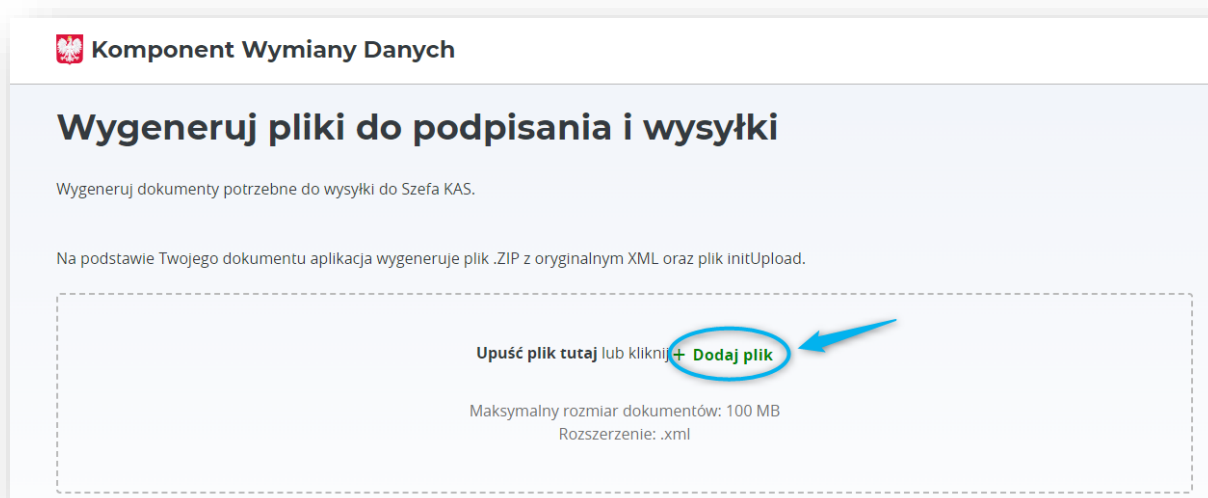 Komponent Wymiany Danych
Wygeneruj pliki do podpisania i wysyłki
Wygeneruj dokumenty potrzebne do wysyłki do Szefa KAS.
Na podstawie Twojego dokumentu aplikacja wygeneruje plik .ZIP z oryginalnym XML oraz plik initUpload.
Upuść plik tutaj lub kliknij + Dodaj plik
Maksymalny rozmiar dokumentów: 100 MB
Rozszerzenie: .xml